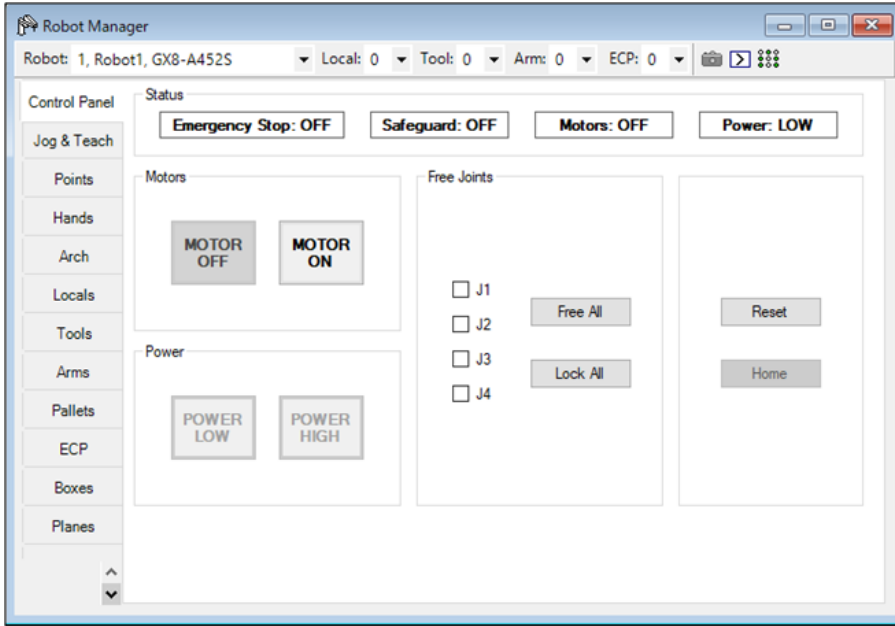 Robot Manager
Robot: 1, Robot1, GX8-A452S Local: 0 Tool: 0 Arm: 0 ECP: 0
Control Panel
Jog & Teach
Points
Hands
Arch
Locals
Tools
Arms
Pallets
ECP
Boxes
Planes
Status
Emergency Stop: OFF Safeguard: OFF Motors: OFF Power: LOW
Motors
MOTOR OFF
MOTOR ON
Power
POWER LOW
POWER HIGH
Free Joints
J1
J2
J3
J4
Free All
Lock All
Reset
Home